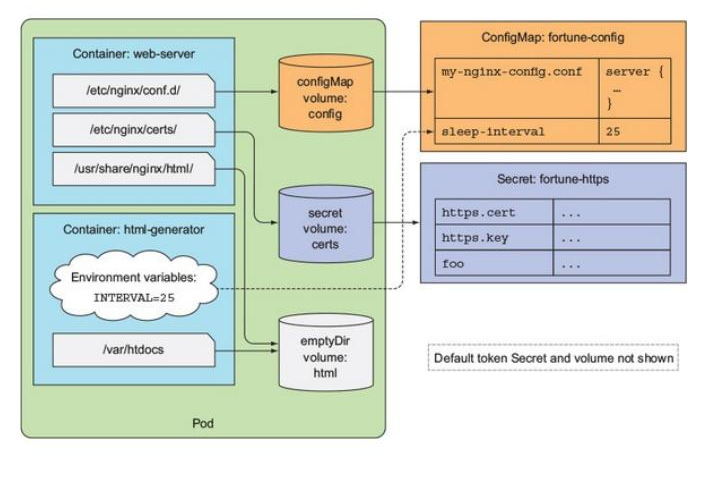 Container: web-server
/etc/nginx/conf.d/
/etc/nginx/certs/
/usr/share/nginx/html/
Container: html-generator
Environment variables:
INTERVAL=25
/var/htdocs
configMap
volume:
config
secret
volume:
certs
emptyDir
volume:
html
Pod
ConfigMap: fortune-config
my-nginx-config.conf
server {
...
}
sleep-interval
25
Secret: fortune-https
https.cert
...
https.key
...
foo
...
Default token Secret and volume not shown